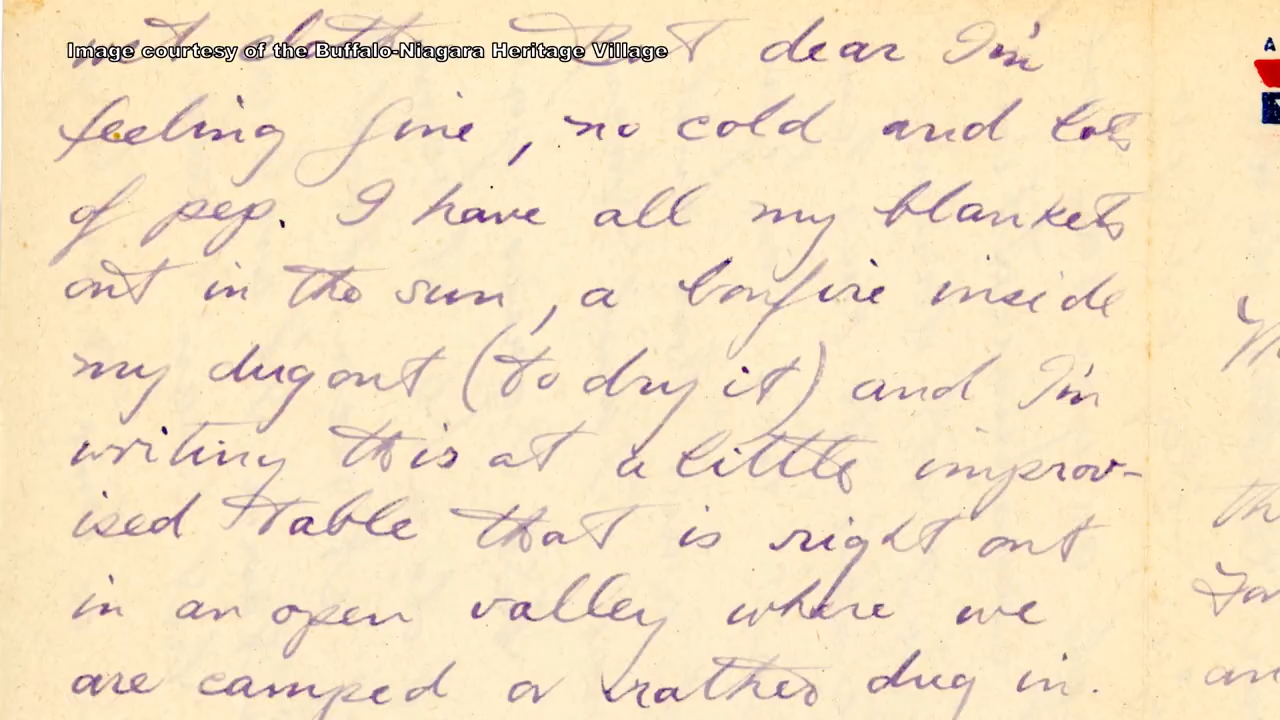 Image courtesy of the Buffalo-Niagara Heritage Village
wet But dear I'm
feeling fine, no cold and lots
of pep. I have all my blankets
out in the sun, a bonfire inside
my dugout (to dry it) and I'm
writing this at a little improv-
ised table that is right out
in an open valley where we
are camped or rather dug in.
A